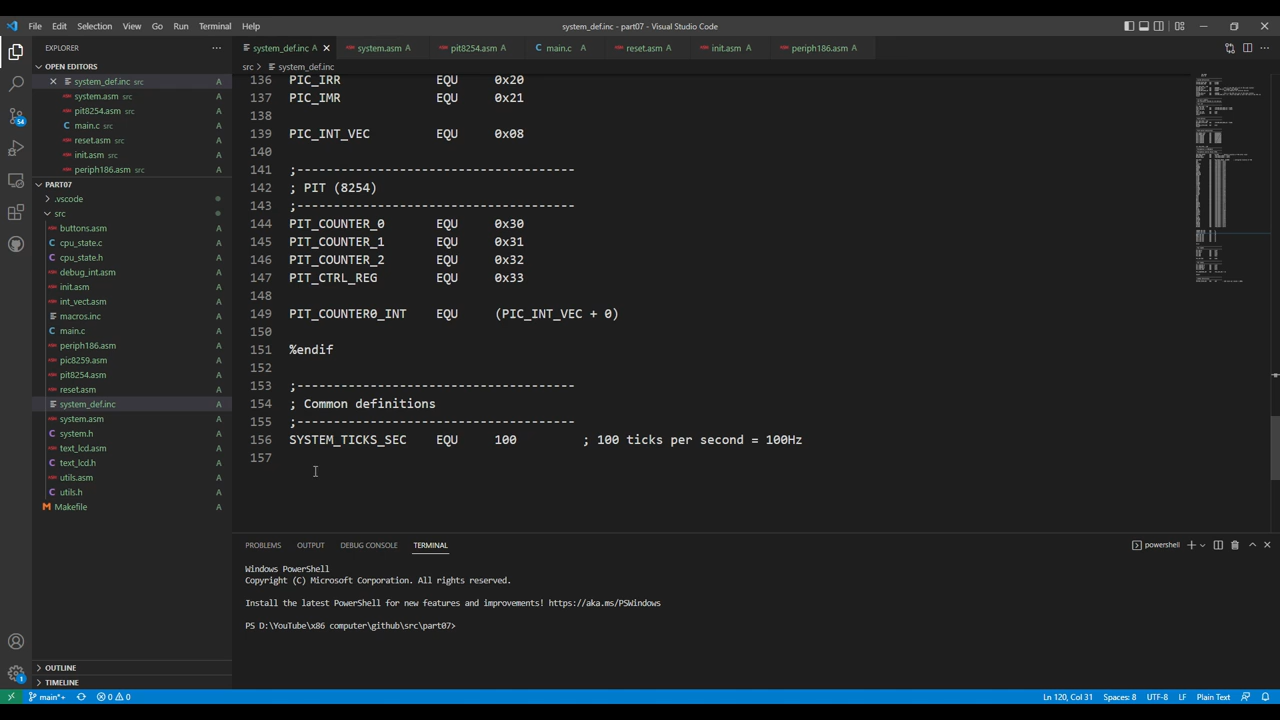 File Edit Selection View Go Run Terminal Help
system_def.inc - part07 - Visual Studio Code
EXPLORER
OPEN EDITORS
system_def.inc src A
system.asm src A
pit8254.asm src A
main.c src A
reset.asm src A
init.asm src A
periph186.asm src A
PART07
.vscode
src
buttons.asm A
cpu_state.c A
cpu_state.h A
debug_int.asm A
init.asm A
int_vect.asm A
macros.inc A
main.c A
periph186.asm A
pic8259.asm A
pit8254.asm A
reset.asm A
system_def.inc A
system.asm A
system.h A
text_lcd.asm A
text_lcd.h A
utils.asm A
utils.h A
Makefile A
OUTLINE
TIMELINE
54
1
system_def.inc A system.asm A pit8254.asm A main.c A reset.asm A init.asm A periph186.asm A
src > system_def.inc
136 PIC_IRR EQU 0x20
137 PIC_IMR EQU 0x21
138
139 PIC_INT_VEC EQU 0x08
140
141 ;--------------------------------------
142 ; PIT (8254)
143 ;--------------------------------------
144 PIT_COUNTER_0 EQU 0x30
145 PIT_COUNTER_1 EQU 0x31
146 PIT_COUNTER_2 EQU 0x32
147 PIT_CTRL_REG EQU 0x33
148
149 PIT_COUNTER0_INT EQU (PIC_INT_VEC + 0)
150
151 %endif
152
153 ;--------------------------------------
154 ; Common definitions
155 ;--------------------------------------
156 SYSTEM_TICKS_SEC EQU 100 ; 100 ticks per second = 100Hz
157
PROBLEMS OUTPUT DEBUG CONSOLE TERMINAL
powershell
Windows PowerShell
Copyright (C) Microsoft Corporation. All rights reserved.
Install the latest PowerShell for new features and improvements! https://aka.ms/PSWindows
PS D:\YouTube\x86 computer\github\src\part07>
main*+ 0 0
Ln 120, Col 31 Spaces: 8 UTF-8 LF Plain Text